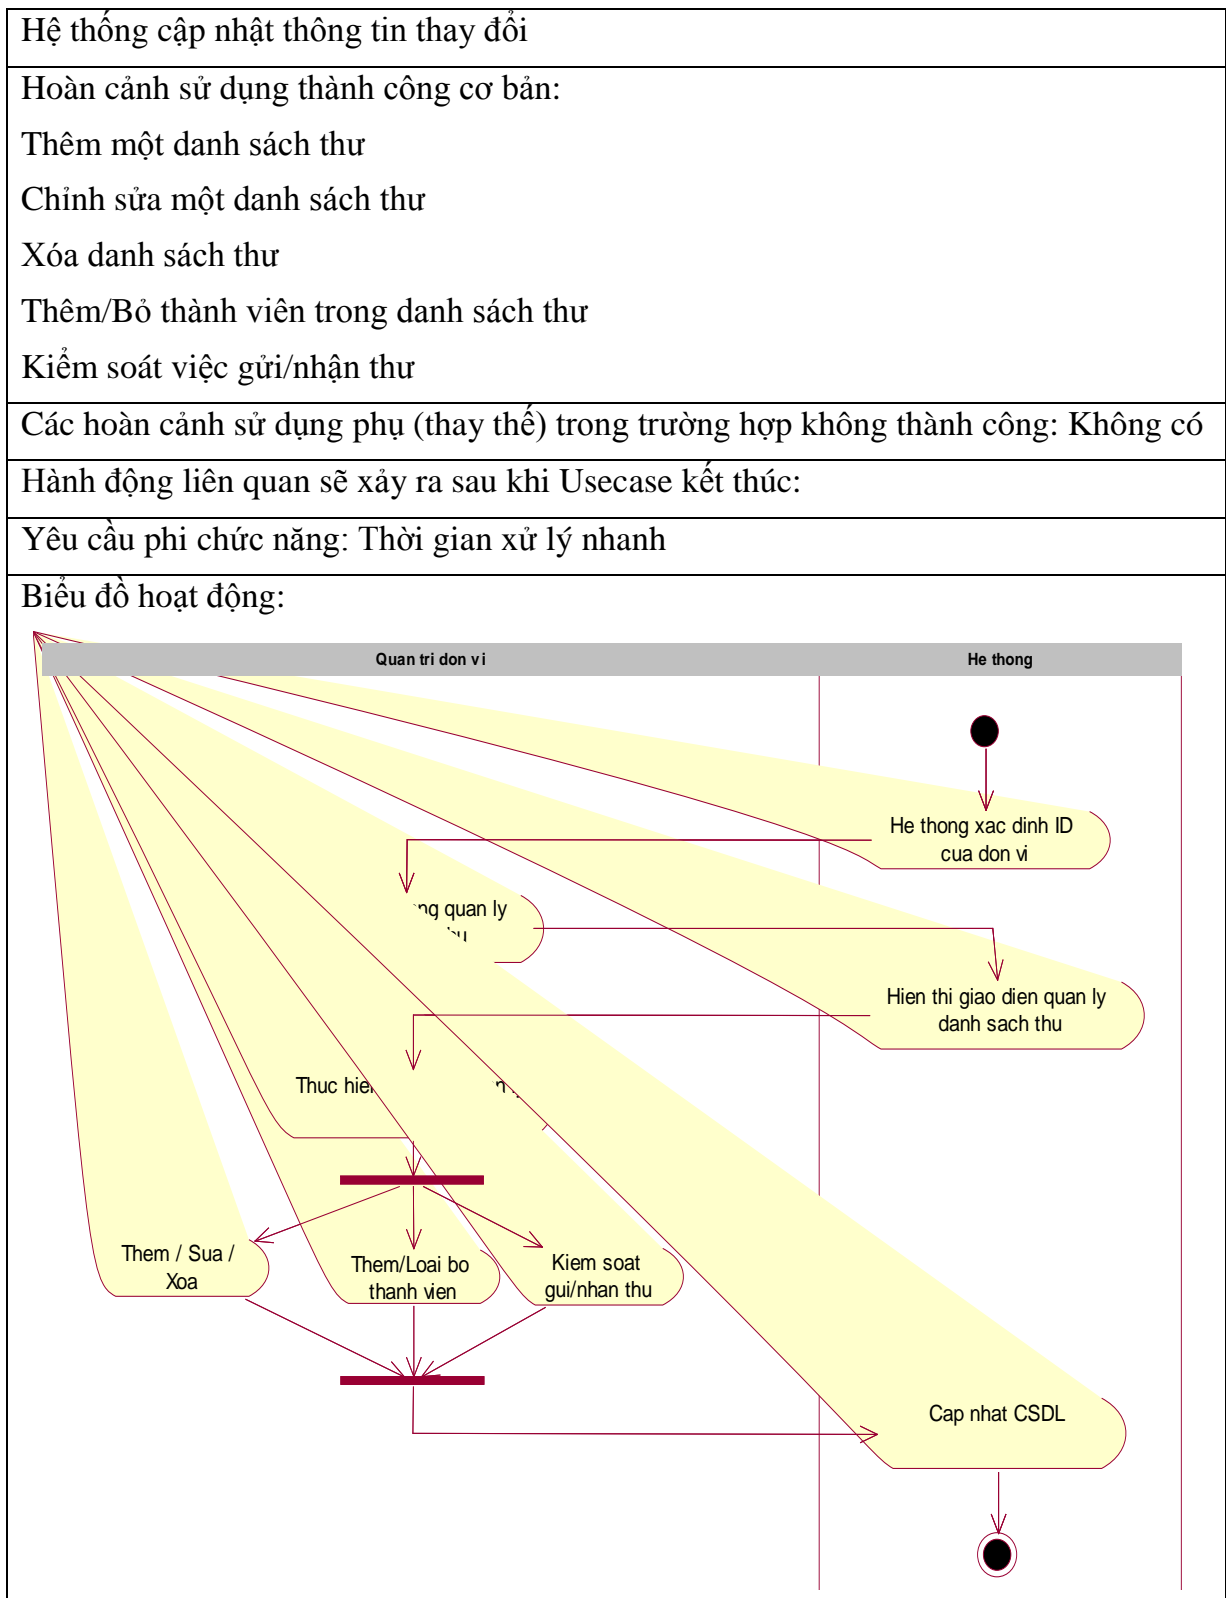 Hệ thống cập nhật thông tin thay đổi
Hoàn cảnh sử dụng thành công cơ bản:
Thêm một danh sách thư
Chỉnh sửa một danh sách thư
Xóa danh sách thư
Thêm/Bỏ thành viên trong danh sách thư
Kiểm soát việc gửi/nhận thư
Các hoàn cảnh sử dụng phụ (thay thế) trong trường hợp không thành công: Không có
Hành động liên quan sẽ xảy ra sau khi Usecase kết thúc:
Yêu cầu phi chức năng: Thời gian xử lý nhanh
Biểu đồ hoạt động:
Quan tri don vi
He thong
He thong xac dinh ID
cua don vi
quan ly
Hien thi giao dien quan ly
danh sach thu
Thuc
Them / Sua /
Xoa
Them/Loai bo
thanh vien
Kiem soat
gui/nhan thu
Cap nhat CSDL